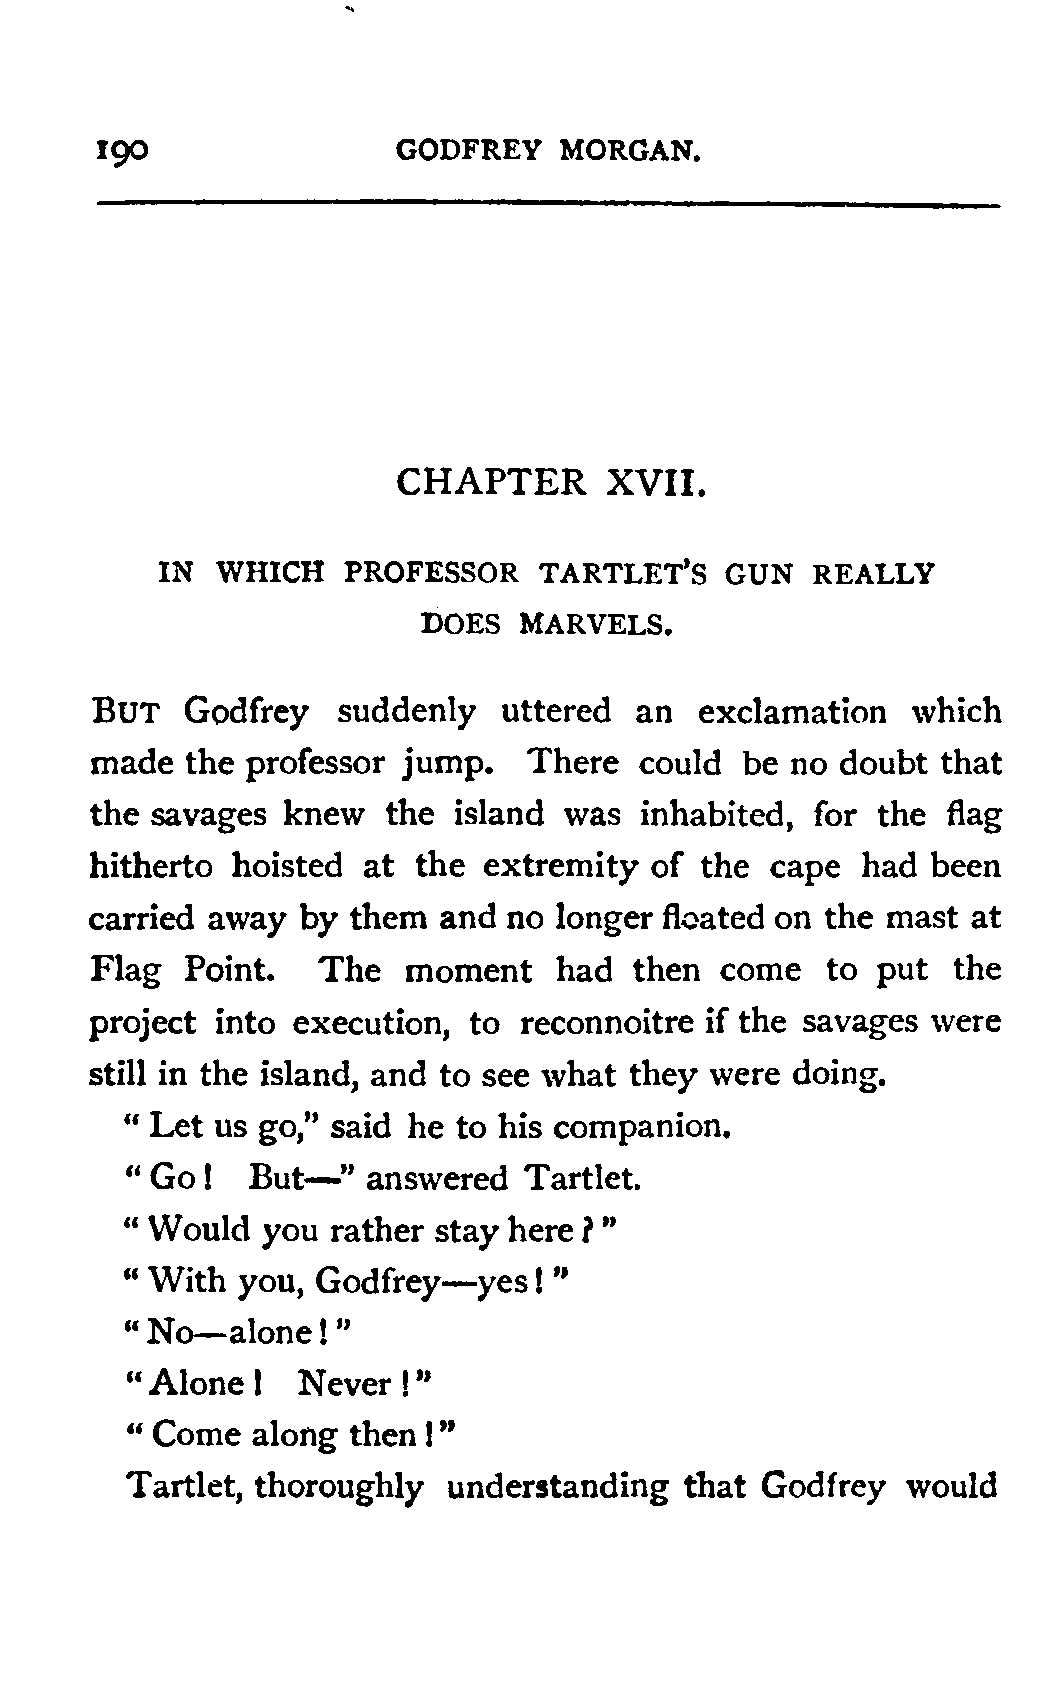 190 GODFREY MORGAN.
CHAPTER XVII.
IN WHICH PROFESSOR TARTLET'S GUN REALLY
DOES MARVELS.
BUT Godfrey suddenly uttered an exclamation which
made the professor jump. There could be no doubt that
the savages knew the island was inhabited, for the flag
hitherto hoisted at the extremity of the cape had been
carried away by them and no longer floated on the mast at
Flag Point. The moment had then come to put the
project into execution, to reconnoitre if the savages were
still in the island, and to see what they were doing.
"Let us go," said he to his companion.
"Go! But—" answered Tartlet.
"Would you rather stay here?"
"With you, Godfrey—yes!"
"No—alone!"
"Alone! Never!"
"Come along then!"
Tartlet, thoroughly understanding that Godfrey would